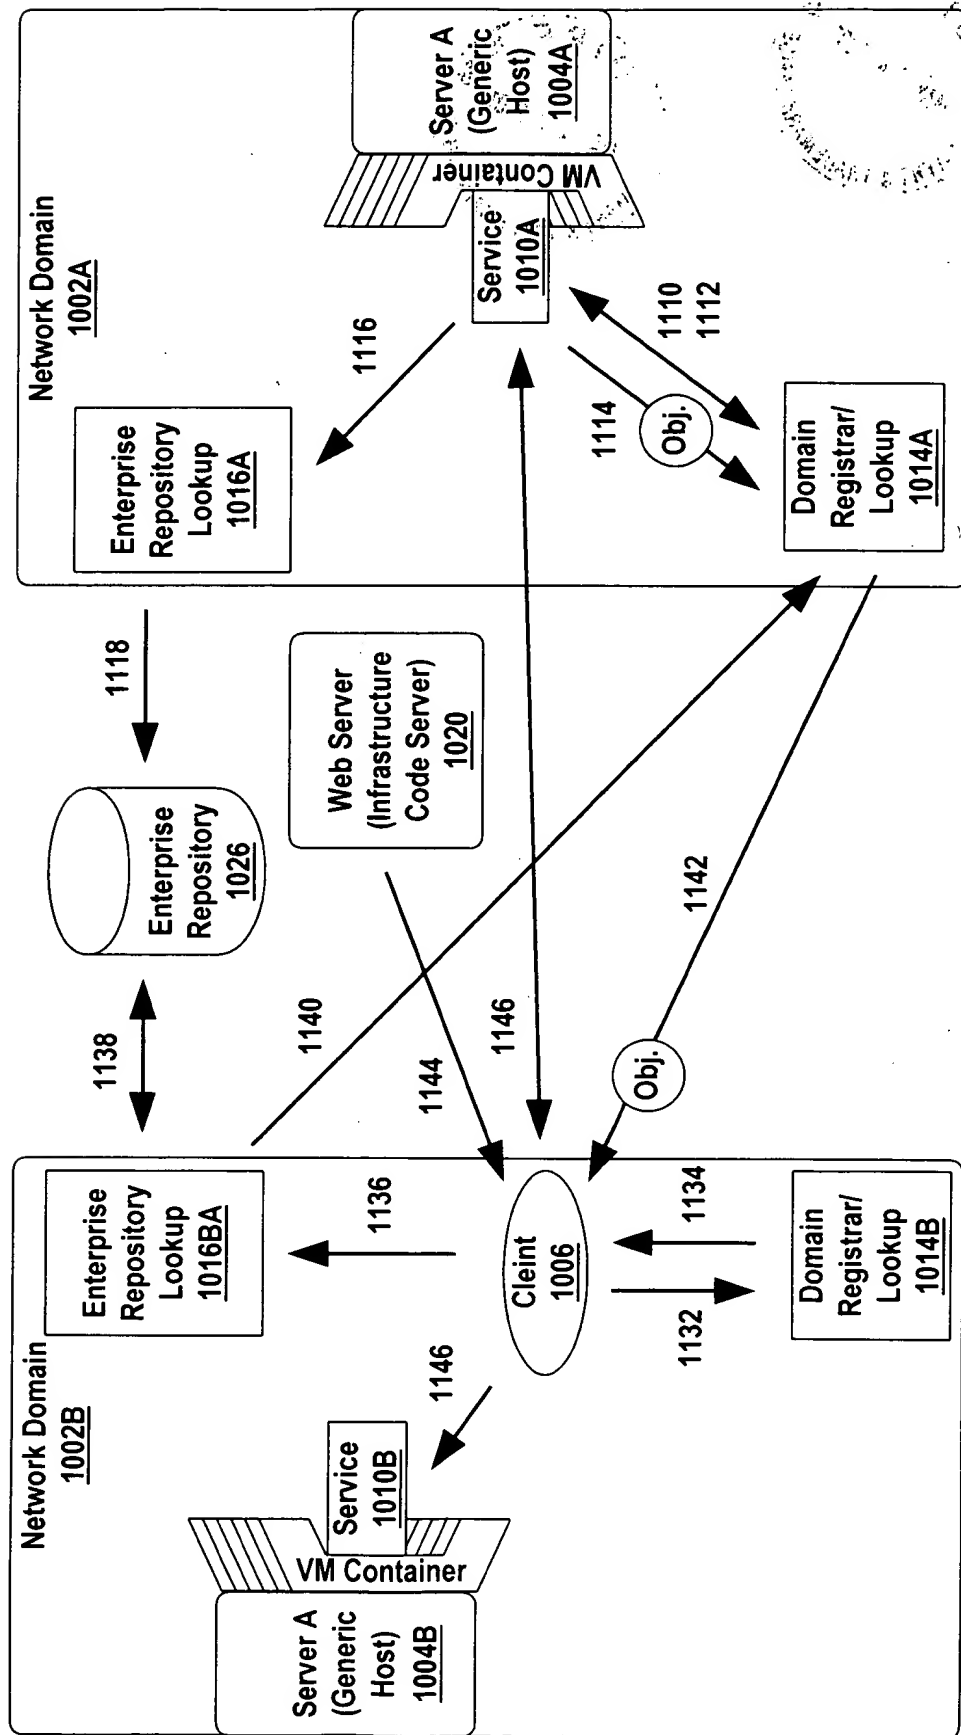 Network Domain
1002B
Server A
(Generic
Host)
1004B
VM Container
Service
1010B
1146
Enterprise
Repository
Lookup
1016BA
1136
Cleint
1006
1132
1134
Domain
Registrar/
Lookup
1014B
1138
Enterprise
Repository
1026
1118
1140
1144
Web Server
(Infrastructure
Code Server)
1020
1146
Obj.
1142
Network Domain
1002A
Enterprise
Repository
Lookup
1016A
1116
Service
1010A
VM Container
Server A
(Generic
Host)
1004A
1114
Obj.
1110
1112
Domain
Registrar/
Lookup
1014A